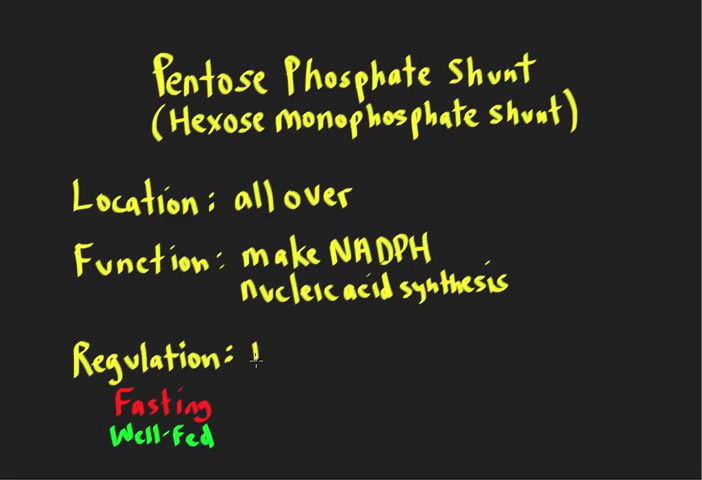 Pentose Phosphate Shunt
(Hexose monophosphate shunt)
Location: all over
Function: make NADPH
nucleic acid synthesis
Regulation:
Fasting
Well-Fed